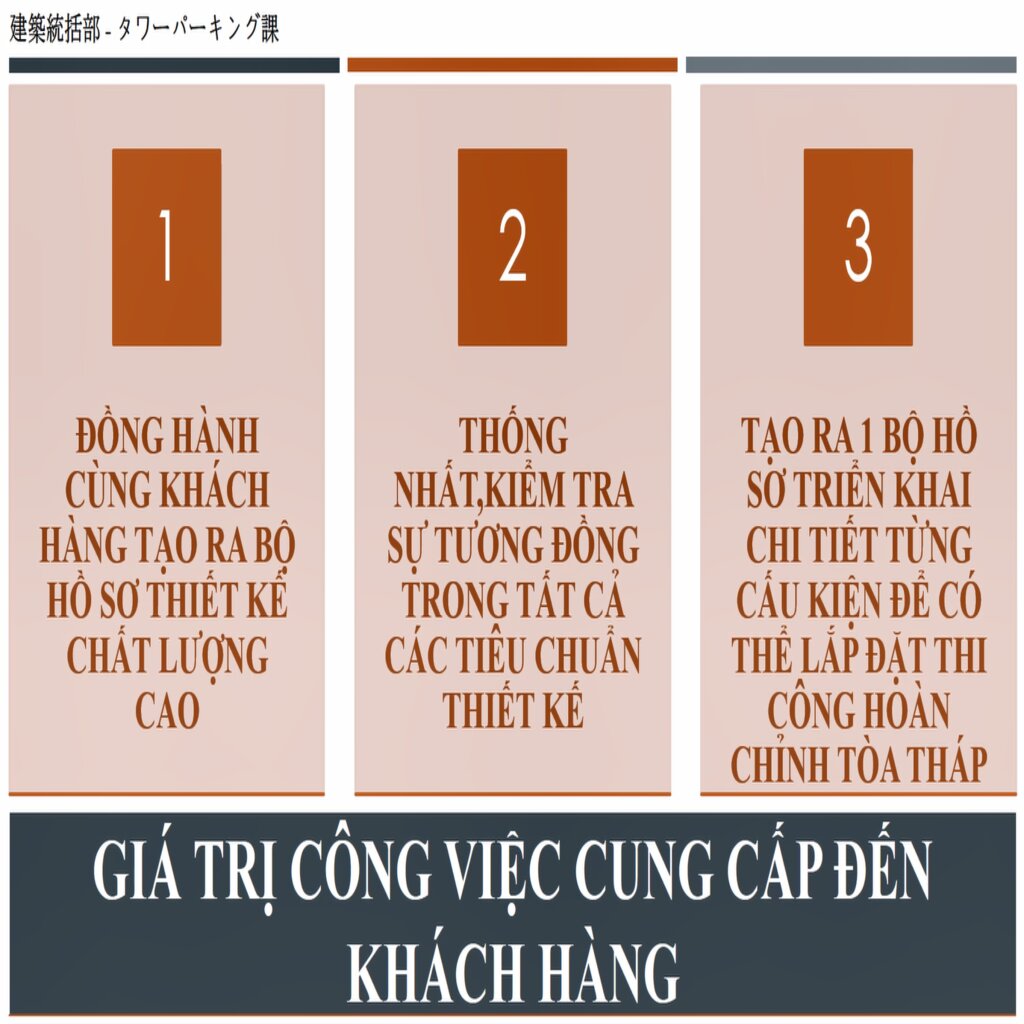 建築統括部 - タワーパーキング課
1
ĐỒNG HÀNH
CÙNG KHÁCH
HÀNG TẠO RA BỘ
HỒ SƠ THIẾT KẾ
CHẤT LƯỢNG
CAO
2
THỐNG
NHẤT,KIỂM TRA
SỰ TƯƠNG ĐỒNG
TRONG TẤT CẢ
CÁC TIÊU CHUẨN
THIẾT KẾ
3
TẠO RA 1 BỘ HỒ
SƠ TRIỂN KHAI
CHI TIẾT TỪNG
CẤU KIỆN ĐỂ CÓ
THỂ LẮP ĐẶT THI
CÔNG HOÀN
CHỈNH TÒA THÁP
GIÁ TRỊ CÔNG VIỆC CUNG CẤP ĐẾN
KHÁCH HÀNG